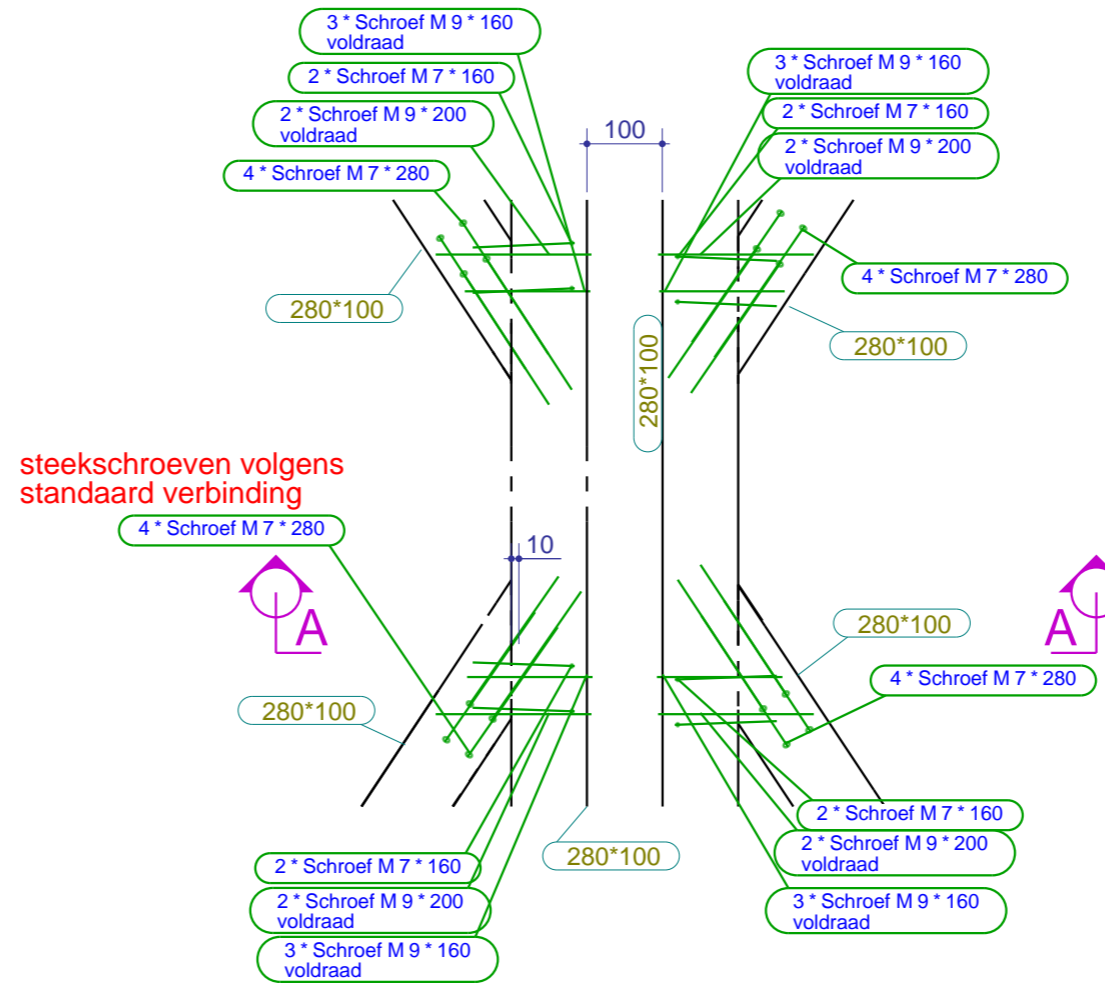 3 * Schroef M 9 * 160
voldraad
2 * Schroef M 7 * 160
2 * Schroef M 9 * 200
voldraad
4 * Schroef M 7 * 280
100
3 * Schroef M 9 * 160
voldraad
2 * Schroef M 7 * 160
2 * Schroef M 9 * 200
voldraad
4 * Schroef M 7 * 280
280*100
280*100
280*100
steekschroeven volgens
standaard verbinding
4 * Schroef M 7 * 280
10
A
A
280*100
4 * Schroef M 7 * 280
280*100
280*100
2 * Schroef M 7 * 160
2 * Schroef M 9 * 200
voldraad
3 * Schroef M 9 * 160
voldraad
2 * Schroef M 7 * 160
2 * Schroef M 9 * 200
voldraad
3 * Schroef M 9 * 160
voldraad